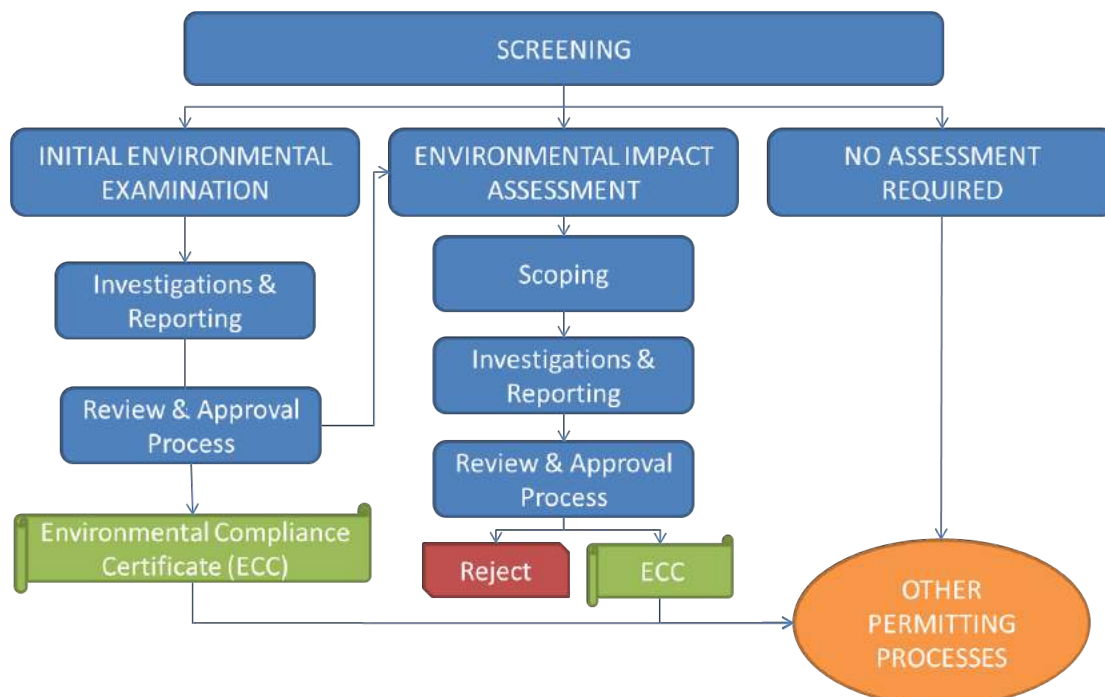 SCREENING
INITIAL ENVIRONMENTAL
EXAMINATION
ENVIRONMENTAL IMPACT
ASSESSMENT
NO ASSESSMENT
REQUIRED
Investigations &
Reporting
Review & Approval
Process
Environmental Compliance
Certificate (ECC)
Scoping
Investigations &
Reporting
Review & Approval
Process
Reject
ECC
OTHER
PERMITTING
PROCESSES